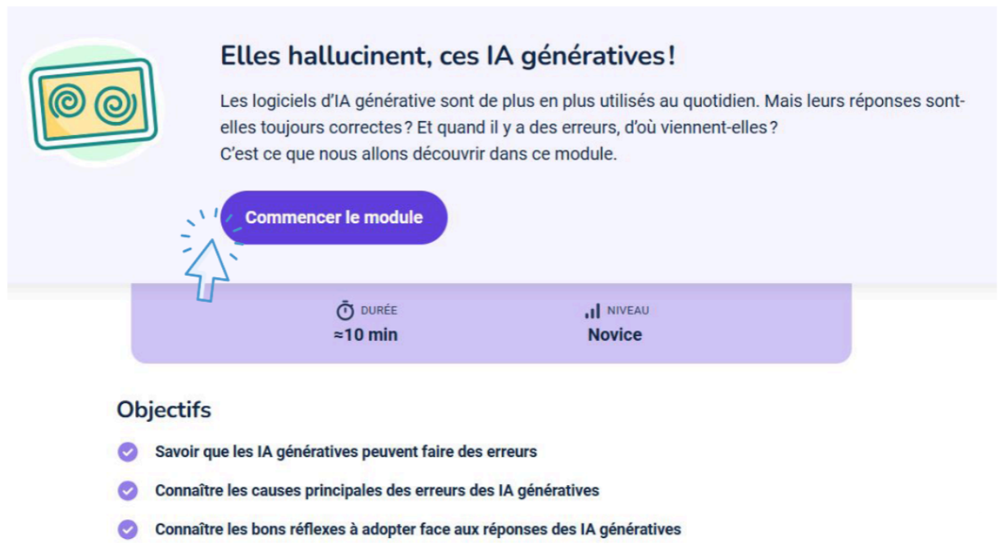 Elles hallucinent, ces IA génératives !
Les logiciels d’IA générative sont de plus en plus utilisés au quotidien. Mais leurs réponses sont-
elles toujours correctes ? Et quand il y a des erreurs, d’où viennent-elles ?
C’est ce que nous allons découvrir dans ce module.
Commencer le module
DURÉE
≈10 min
NIVEAU
Novice
Objectifs
Savoir que les IA génératives peuvent faire des erreurs
Connaître les causes principales des erreurs des IA génératives
Connaître les bons réflexes à adopter face aux réponses des IA génératives